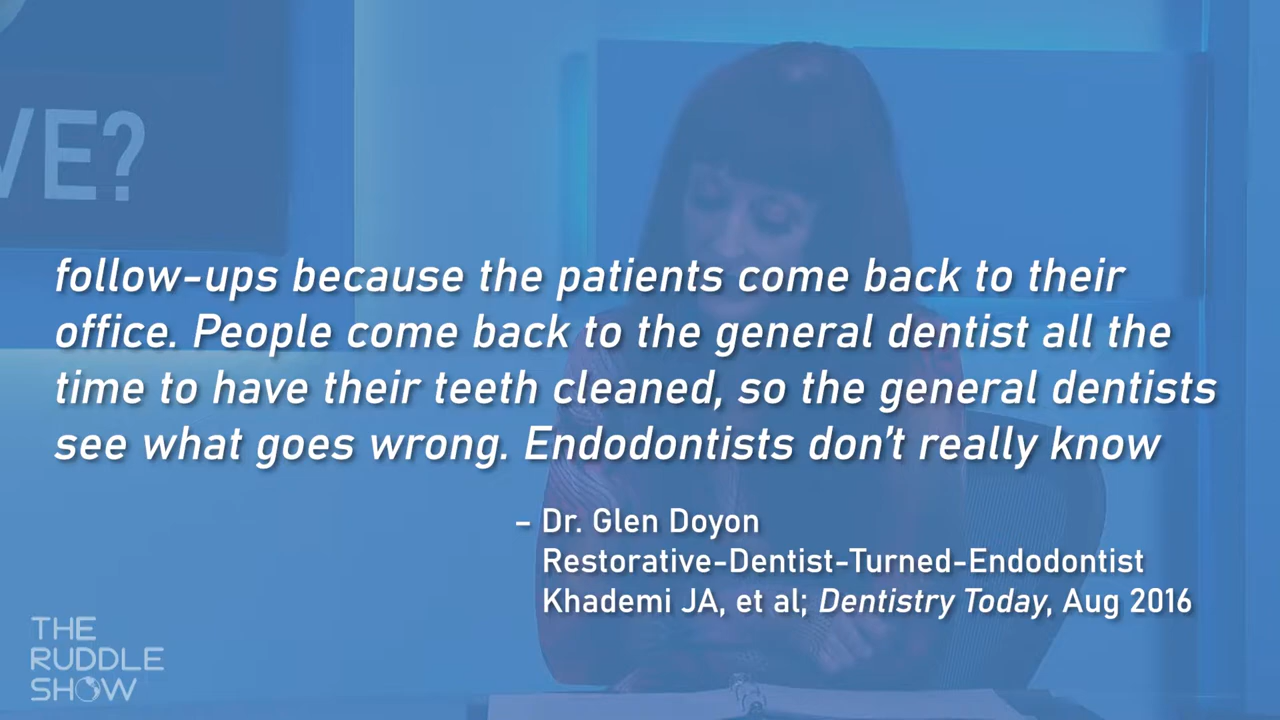 VE?
follow-ups because the patients come back to their
office. People come back to the general dentist all the
time to have their teeth cleaned, so the general dentists
see what goes wrong. Endodontists don't really know
– Dr. Glen Doyon
Restorative-Dentist-Turned-Endodontist
Khademi JA, et al; Dentistry Today, Aug 2016
THE
RUDDLE
SHOW